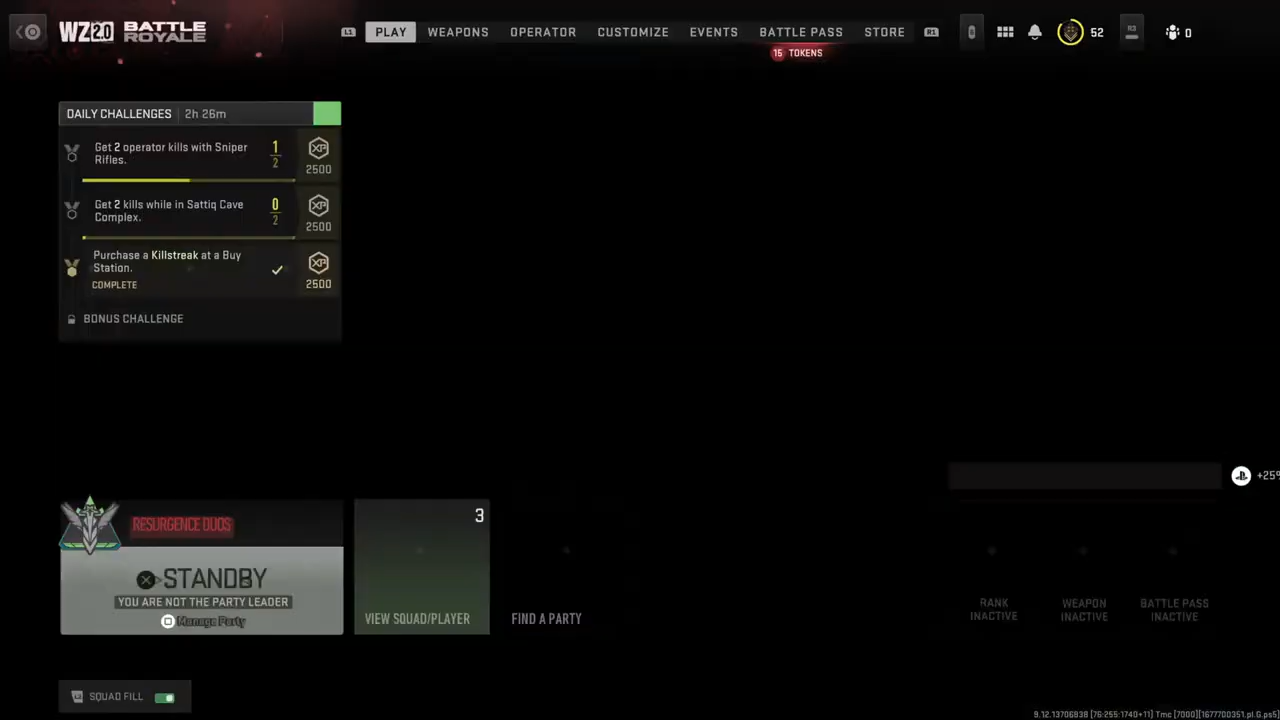 WZ2.0 BATTLE ROYALE
L1 PLAY WEAPONS OPERATOR CUSTOMIZE EVENTS BATTLE PASS STORE R1 52 R3 0
15 TOKENS
DAILY CHALLENGES 2h 26m
Get 2 operator kills with Sniper
Rifles.
1
2
XP
2500
Get 2 kills while in Sattiq Cave
Complex.
0
2
XP
2500
Purchase a Killstreak at a Buy
Station.
COMPLETE
XP
2500
BONUS CHALLENGE
+25%
RESURGENCE DUOS
STANDBY
YOU ARE NOT THE PARTY LEADER
Manage Party
3
VIEW SQUAD/PLAYER
FIND A PARTY
RANK
INACTIVE
WEAPON
INACTIVE
BATTLE PASS
INACTIVE
SQUAD FILL